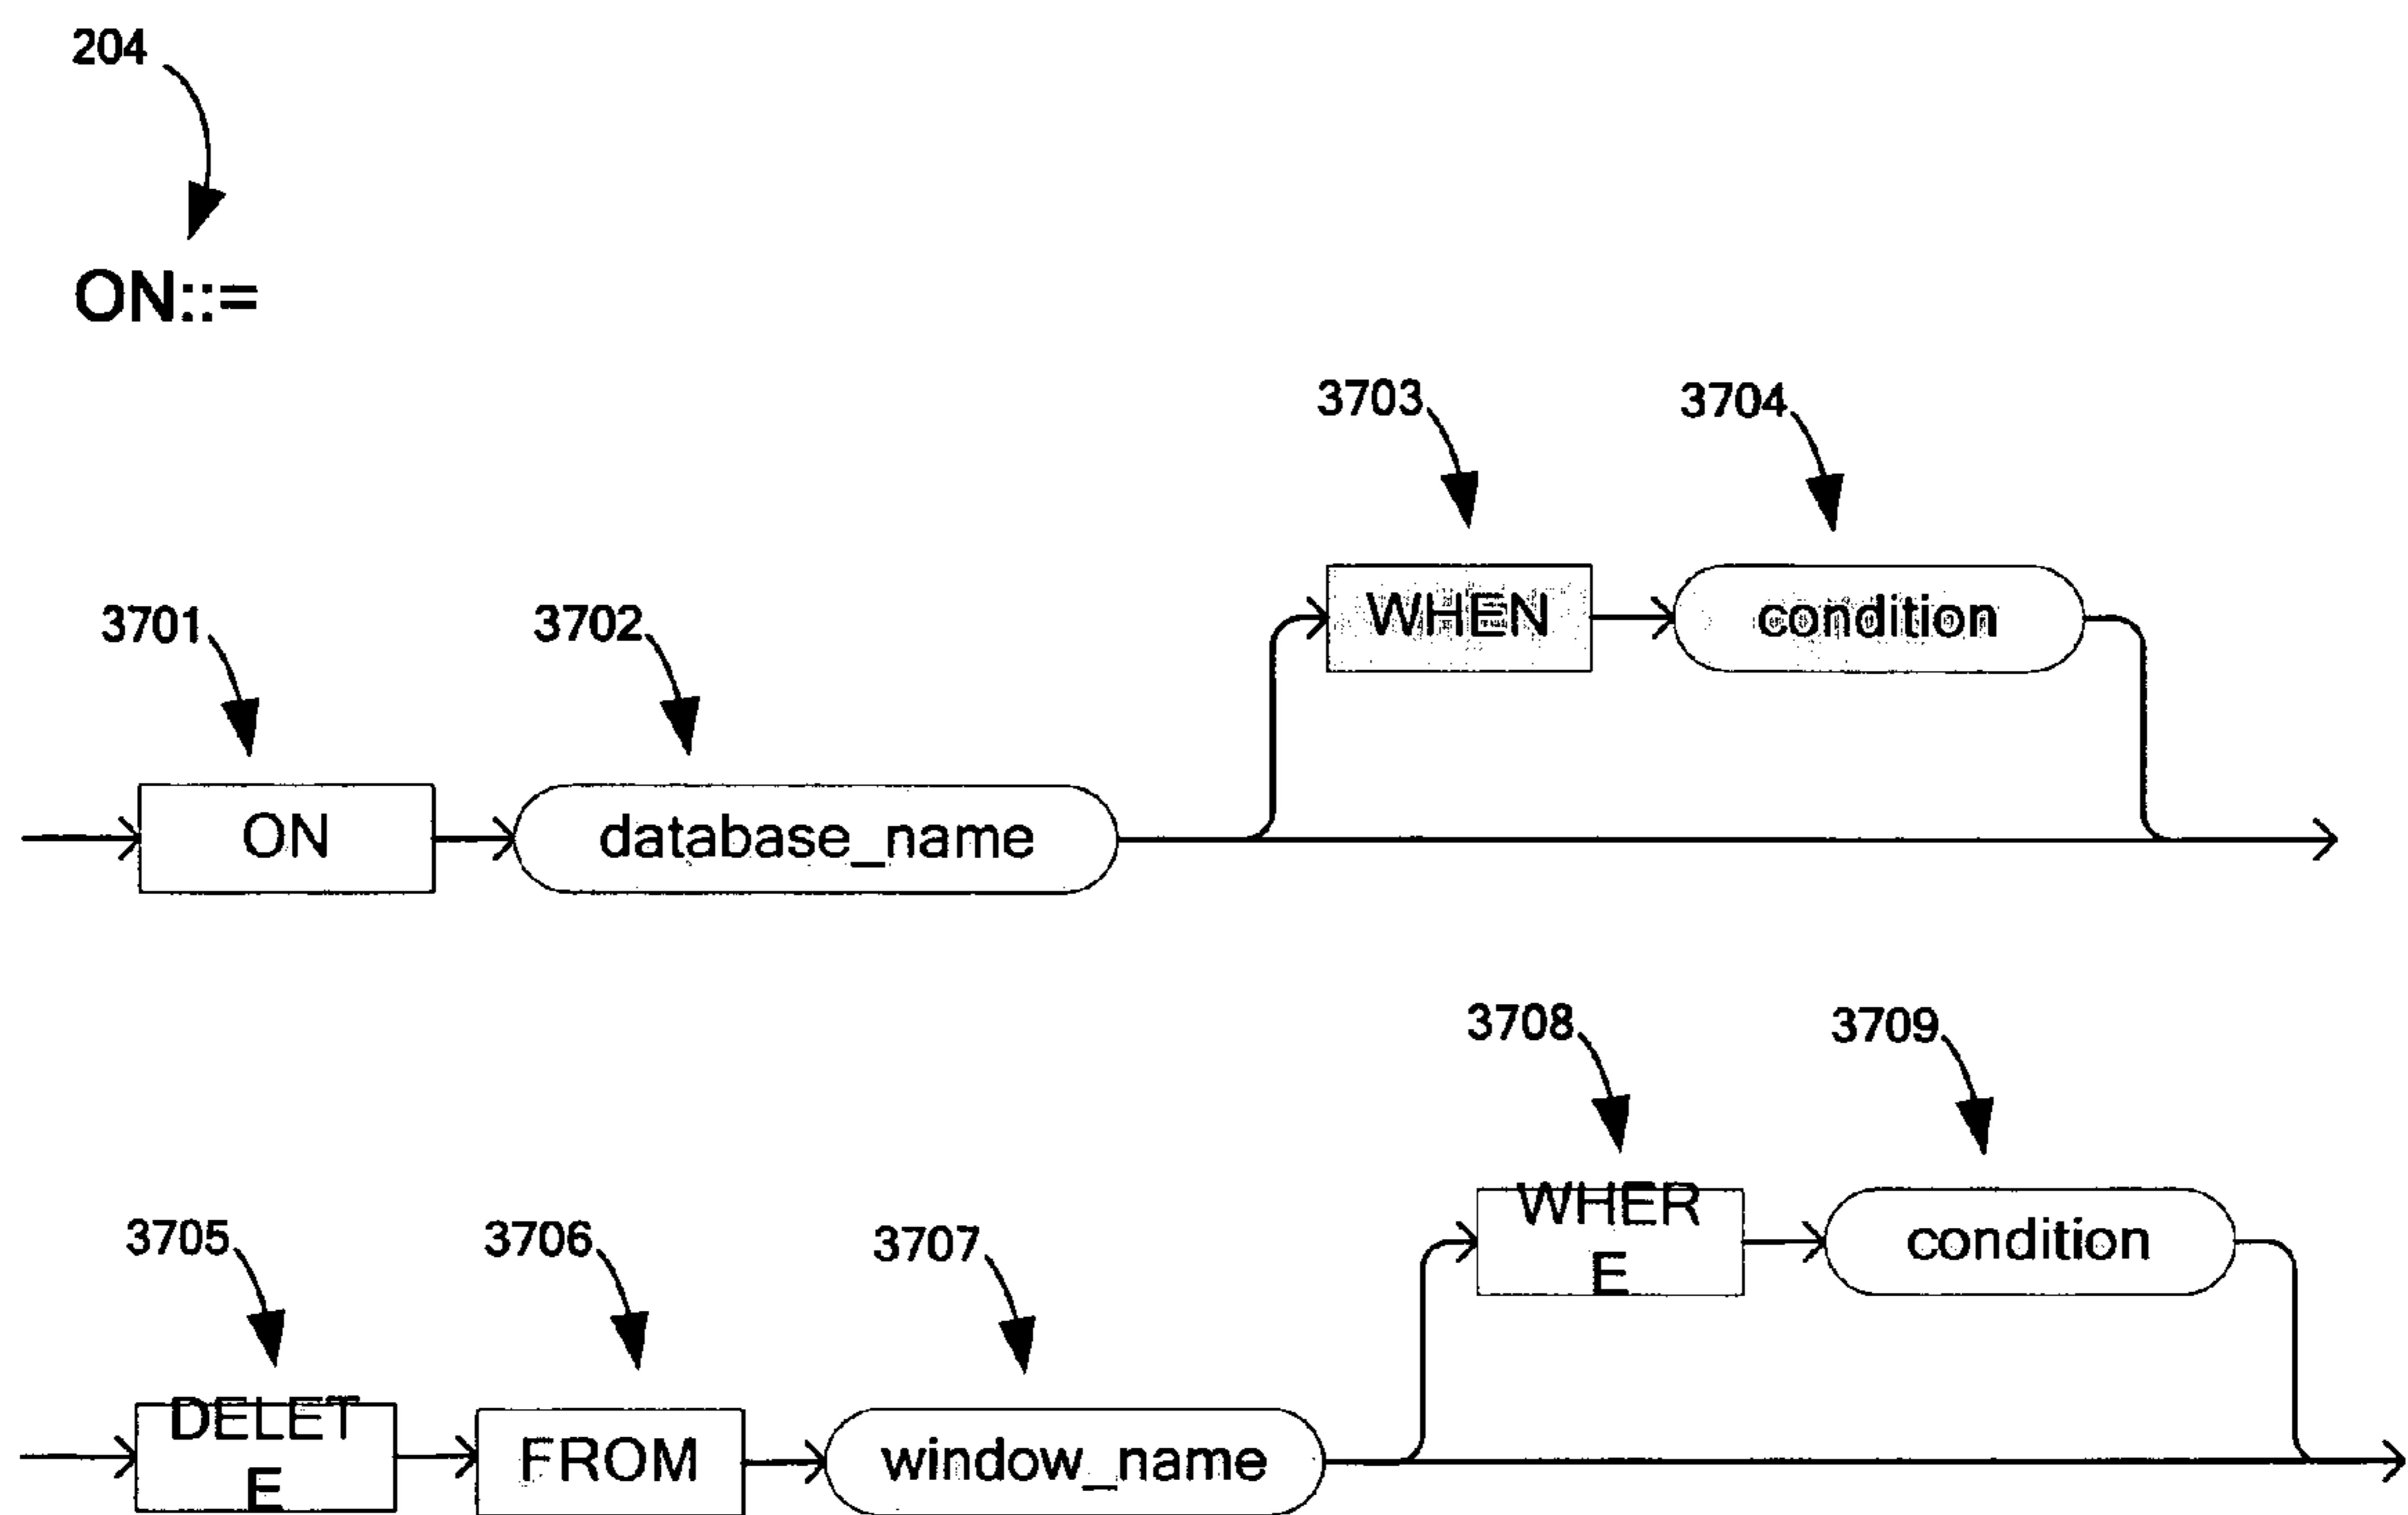 204
ON::=
3703 3704
WHEN condition
3701 3702
ON database_name
3708 3709
WHER
E
condition
3705 3706 3707
DELET
E
FROM window_name